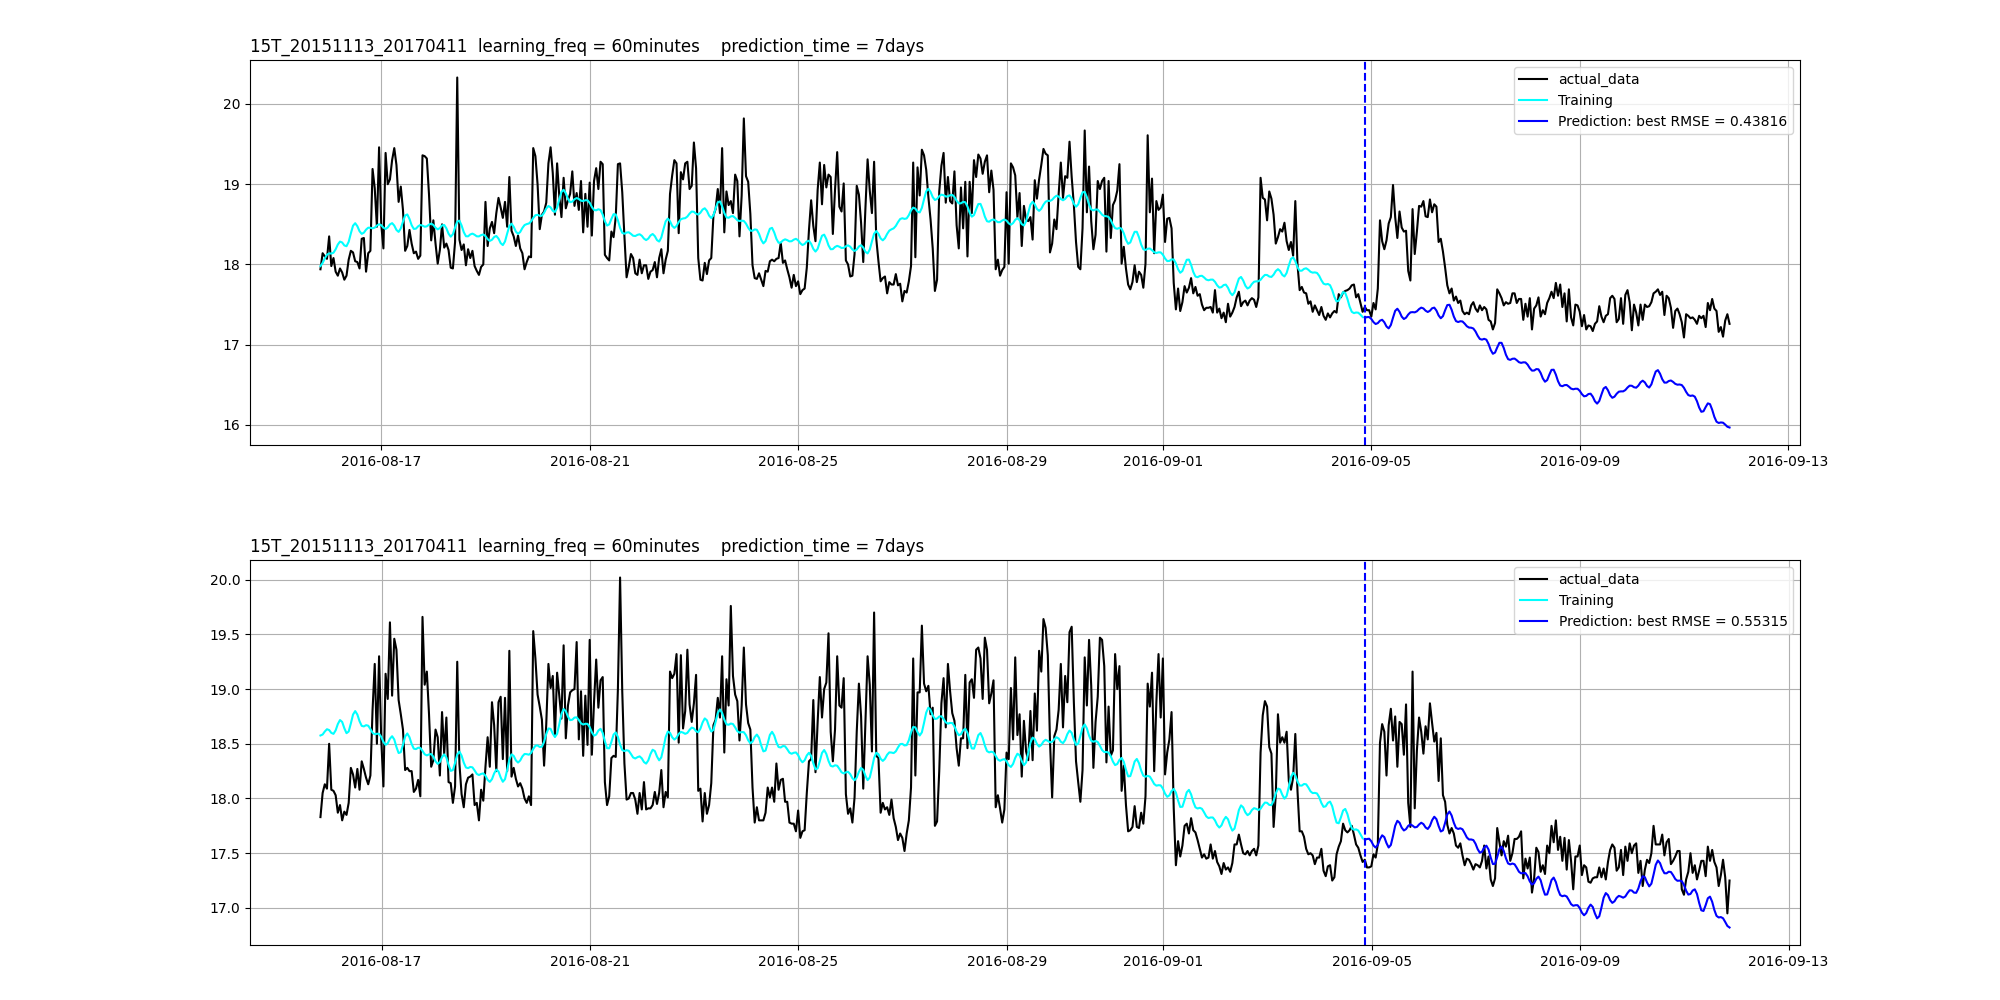 15T_20151113_20170411  learning_freq = 60minutes    prediction_time = 7days
actual_data
Training
Prediction: best RMSE = 0.43816
20
19
18
17
16
2016-08-17 2016-08-21 2016-08-25 2016-08-29 2016-09-01 2016-09-05 2016-09-09 2016-09-13
15T_20151113_20170411  learning_freq = 60minutes    prediction_time = 7days
actual_data
Training
Prediction: best RMSE = 0.55315
20.0
19.5
19.0
18.5
18.0
17.5
17.0
2016-08-17 2016-08-21 2016-08-25 2016-08-29 2016-09-01 2016-09-05 2016-09-09 2016-09-13